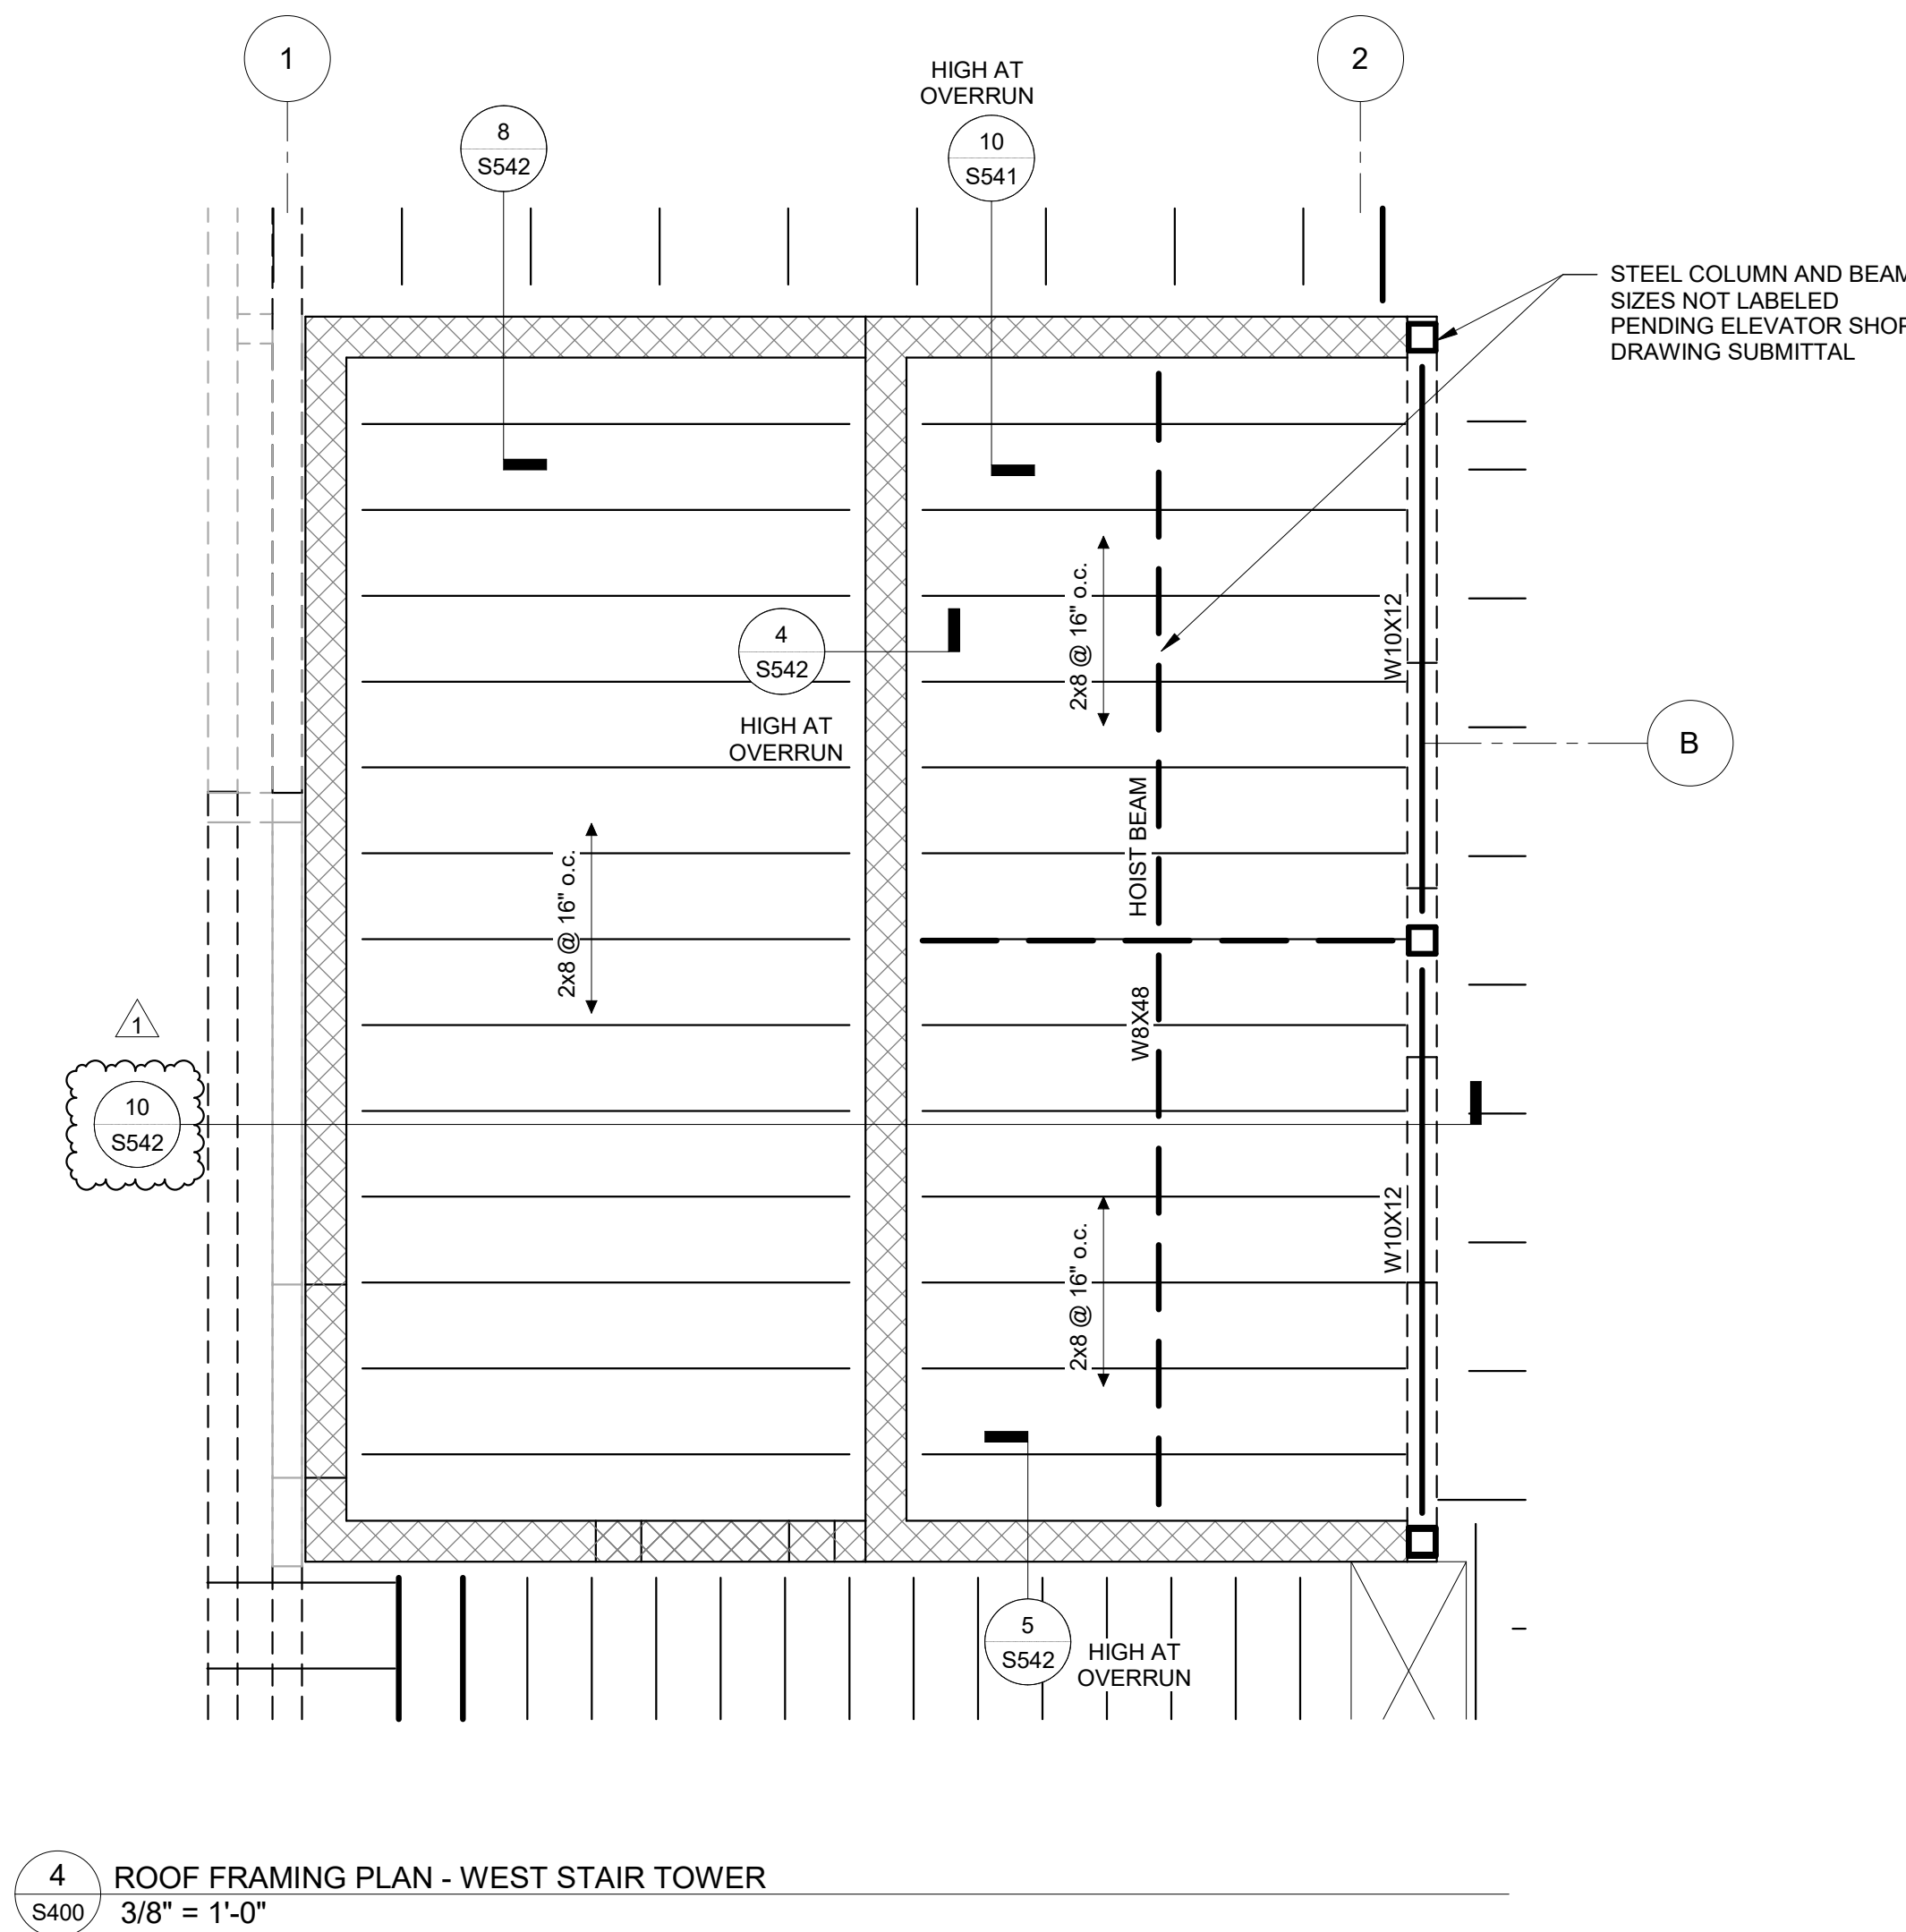 1
2
HIGH AT
OVERRUN
8
S542
10
S541
STEEL COLUMN AND BEAM
SIZES NOT LABELED
PENDING ELEVATOR SHOP
DRAWING SUBMITTAL
2x8 @ 16" o.c.
W10X12
4
S542
HIGH AT
OVERRUN
B
HOIST BEAM
2x8 @ 16" o.c.
W8X48
1
10
S542
2x8 @ 16" o.c.
W10X12
5
S542
HIGH AT
OVERRUN
4
S400
ROOF FRAMING PLAN - WEST STAIR TOWER
3/8" = 1'-0"